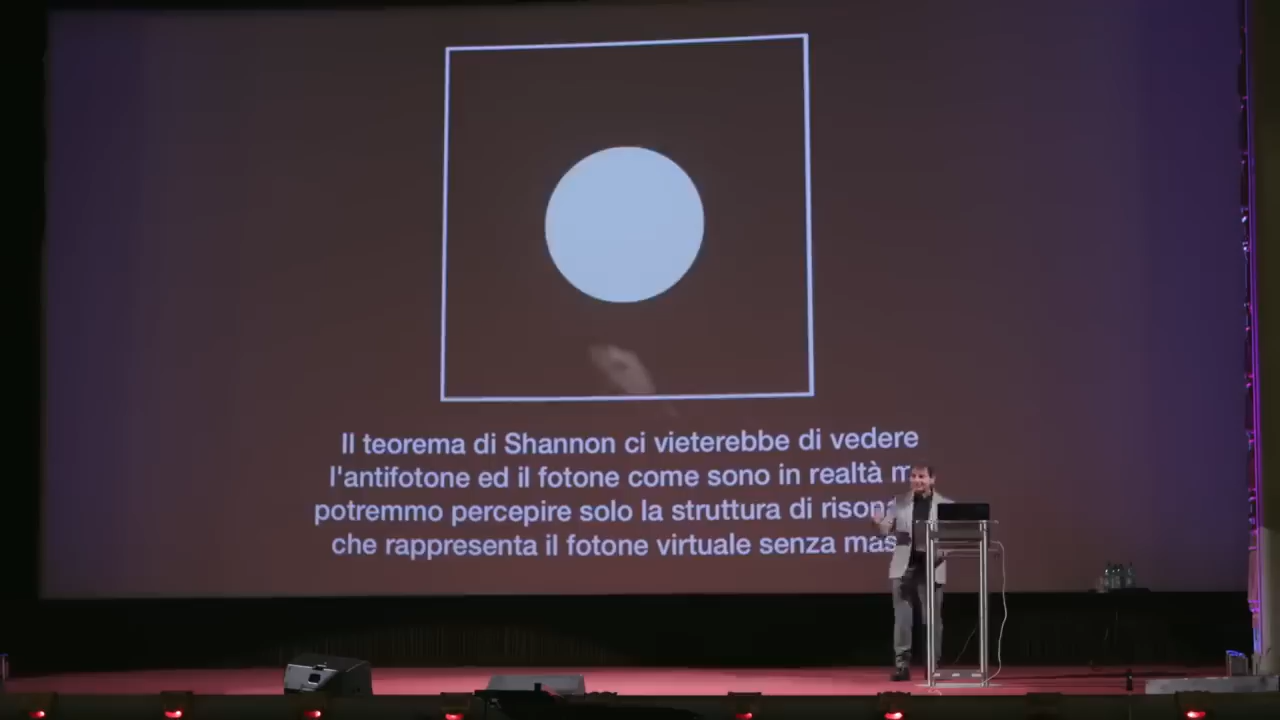 Il teorema di Shannon ci vieterebbe di vedere
l'antifotone ed il fotone come sono in realtà
potremmo percepire solo la struttura di
che rappresenta il fotone virtuale senza